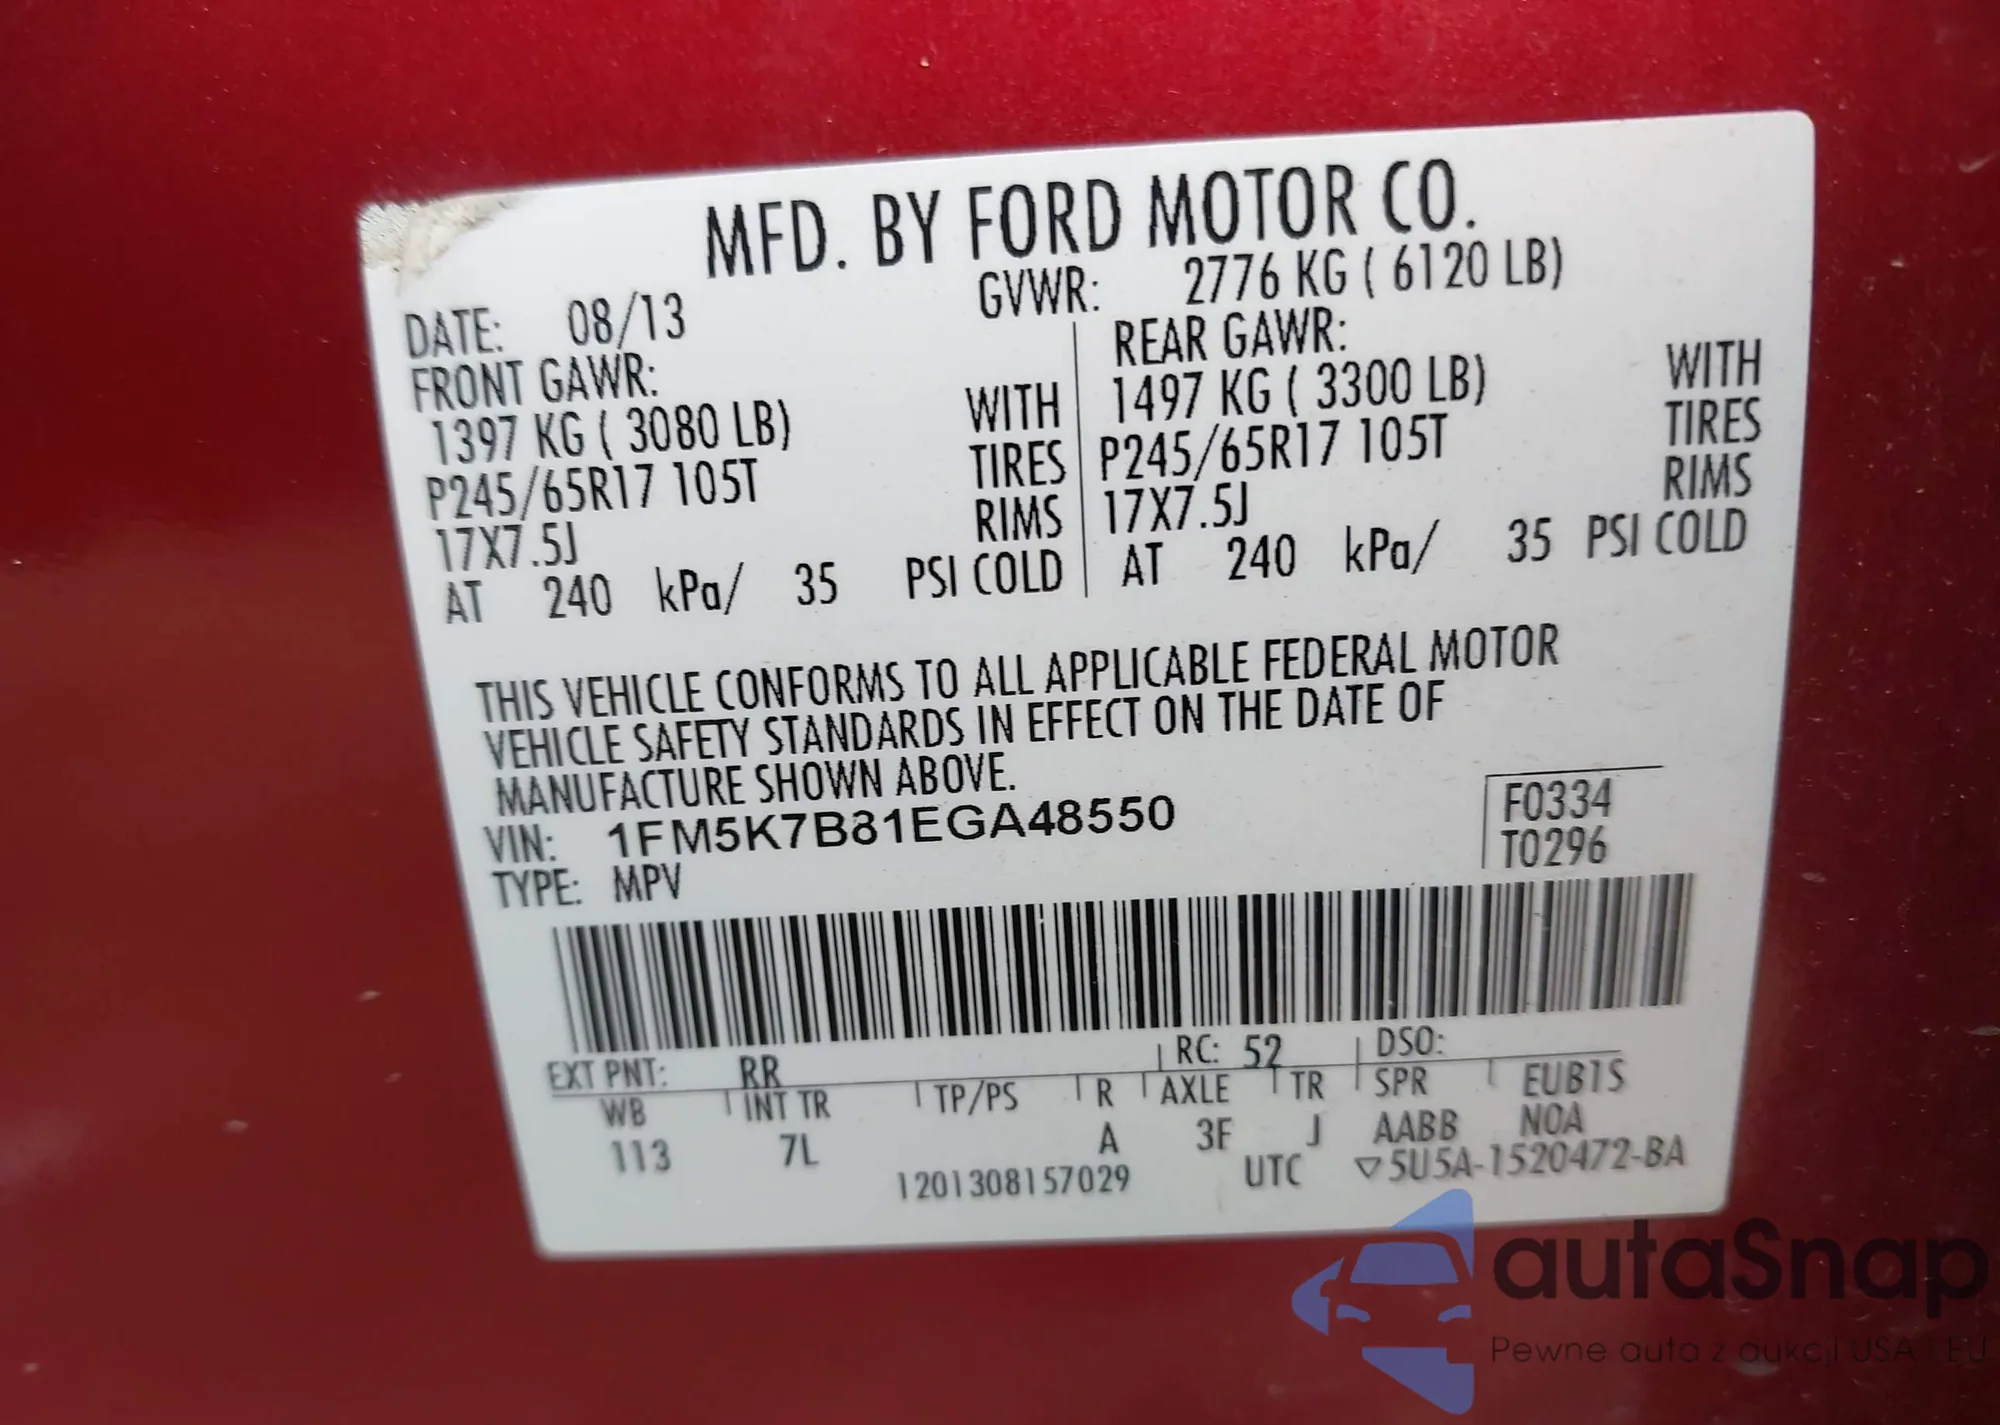 MFD. BY FORD MOTOR CO.
DATE: 08/13 GVWR: 2776 KG ( 6120 LB)
FRONT GAWR: REAR GAWR:
1397 KG ( 3080 LB) WITH 1497 KG ( 3300 LB) WITH
P245/65R17 105T TIRES P245/65R17 105T TIRES
17X7.5J RIMS 17X7.5J RIMS
AT 240 kPa/ 35 PSI COLD AT 240 kPa/ 35 PSI COLD
THIS VEHICLE CONFORMS TO ALL APPLICABLE FEDERAL MOTOR
VEHICLE SAFETY STANDARDS IN EFFECT ON THE DATE OF
MANUFACTURE SHOWN ABOVE.
VIN: 1FM5K7B81EGA48550 F0334
TYPE: MPV T0296
EXT PNT: RR RC: 52 DSO:
WB INT TR TP/PS R AXLE TR SPR EUB1S
113 7L A 3F J AABB NOA
1201308157029 UTC ▽5U5A-1520472-BA
autaSnap
Pewne auta z aukcji USA i EU